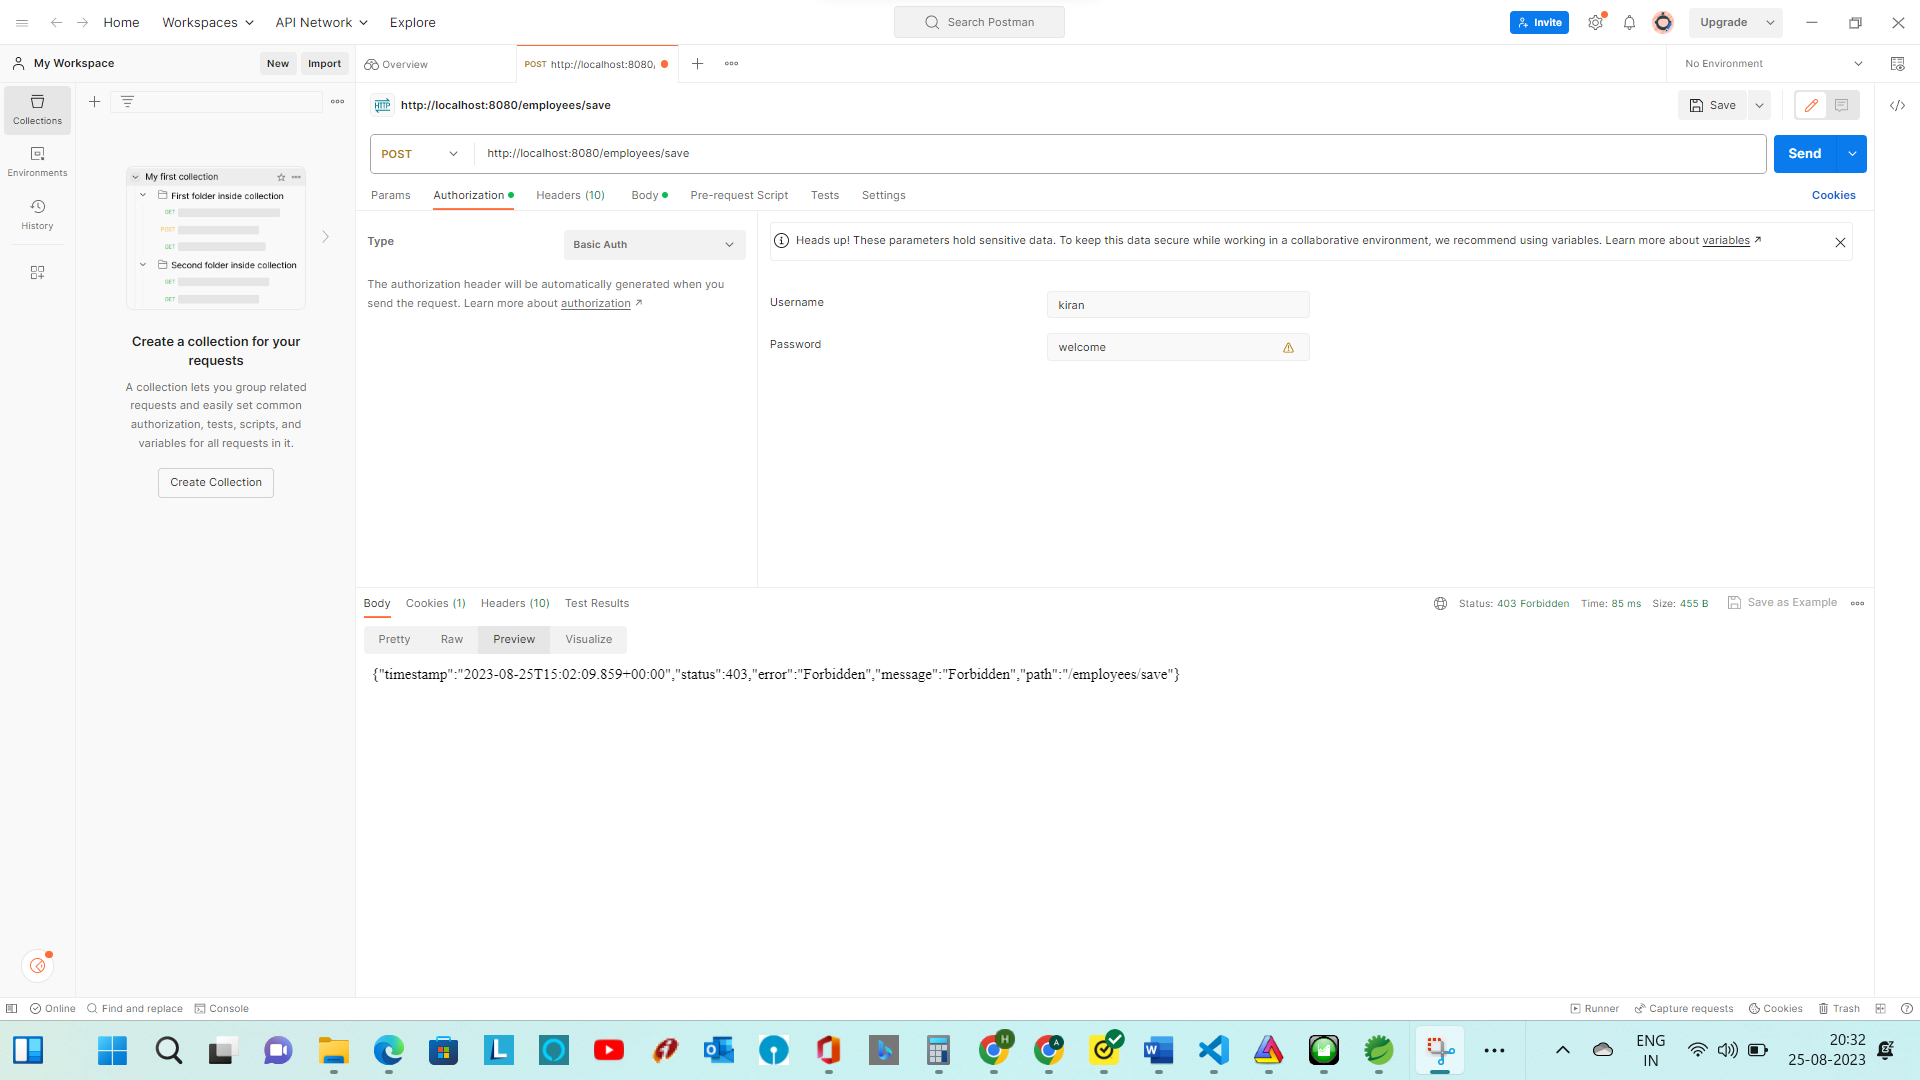 Home
Workspaces
API Network
Explore
Search Postman
Invite
Upgrade
My Workspace
New
Import
Overview
POST http://localhost:8080/
No Environment
Collections
Environments
History
http://localhost:8080/employees/save
Save
POST
http://localhost:8080/employees/save
Send
Params
Authorization
Headers (10)
Body
Pre-request Script
Tests
Settings
Cookies
My first collection
First folder inside collection
GET
POST
GET
Second folder inside collection
GET
GET
Create a collection for your
requests
A collection lets you group related
requests and easily set common
authorization, tests, scripts, and
variables for all requests in it.
Create Collection
Type
Basic Auth
The authorization header will be automatically generated when you
send the request. Learn more about authorization ↗
Heads up! These parameters hold sensitive data. To keep this data secure while working in a collaborative environment, we recommend using variables. Learn more about variables ↗
Username
kiran
Password
welcome
Body
Cookies (1)
Headers (10)
Test Results
Status: 403 Forbidden
Time: 85 ms
Size: 455 B
Save as Example
Pretty
Raw
Preview
Visualize
{"timestamp":"2023-08-25T15:02:09.859+00:00","status":403,"error":"Forbidden","message":"Forbidden","path":"/employees/save"}
Online
Find and replace
Console
Runner
Capture requests
Cookies
Trash
L
H
A
ENG
IN
20:32
25-08-2023